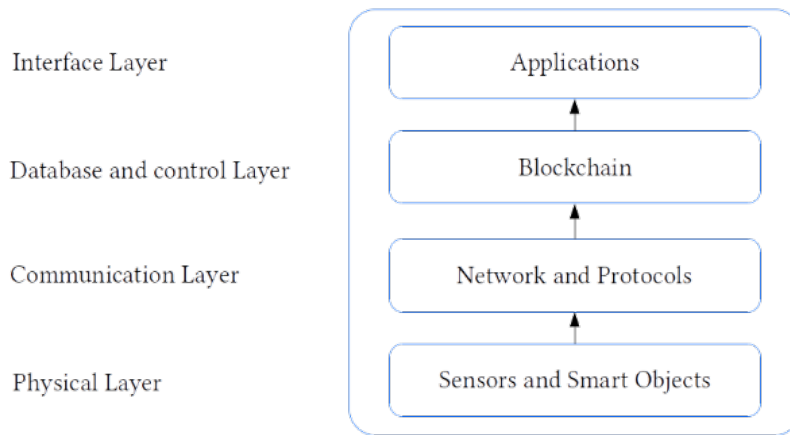 Interface Layer
Applications
Database and control Layer
Blockchain
Communication Layer
Network and Protocols
Physical Layer
Sensors and Smart Objects